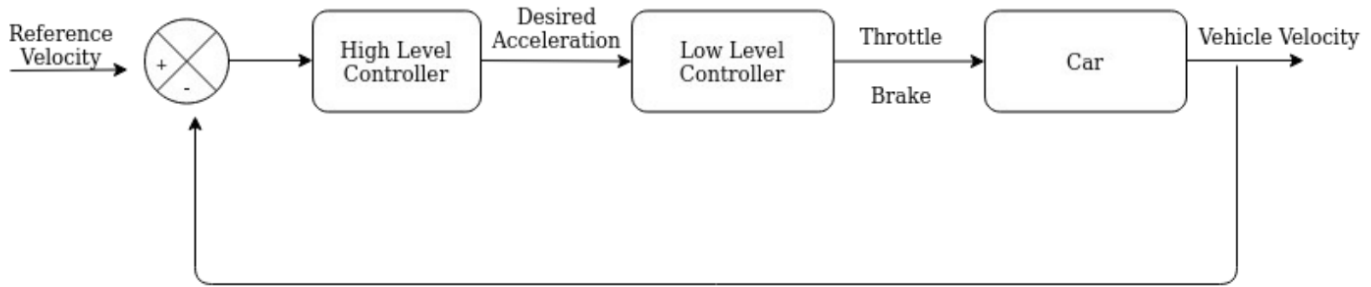 Reference
Velocity
+
-
High Level
Controller
Desired
Acceleration
Low Level
Controller
Throttle
Brake
Car
Vehicle Velocity